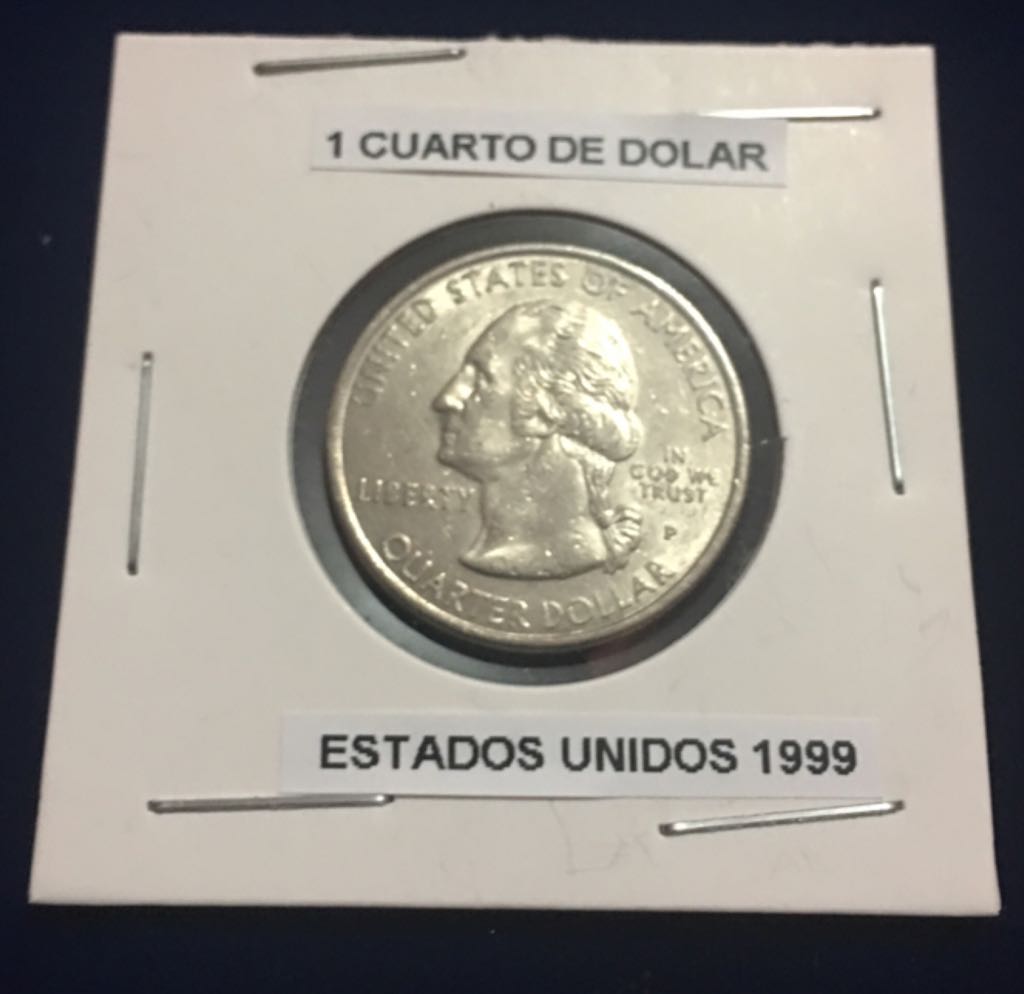 1 CUARTO DE DOLAR
UNITED STATES OF AMERICA
LIBERTY
IN
GOD WE
TRUST
P
QUARTER DOLLAR
ESTADOS UNIDOS 1999